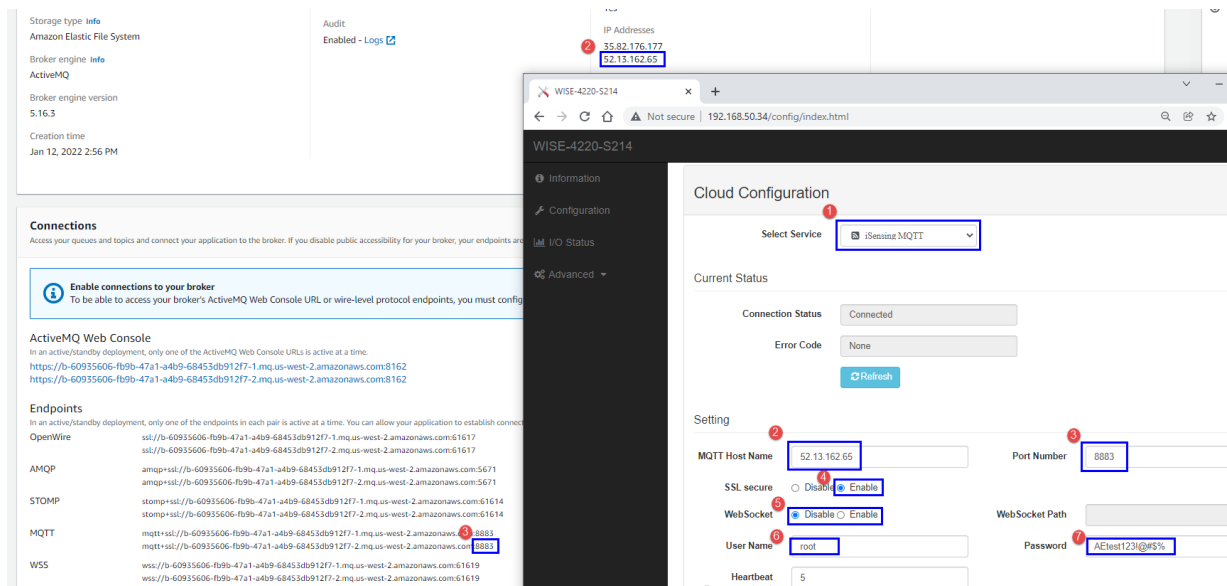 Storage type Info
Amazon Elastic File System
Broker engine Info
ActiveMQ
Broker engine version
5.16.3
Creation time
Jan 12, 2022 2:56 PM
Audit
Enabled - Logs
Yes
IP Addresses
2
35.82.176.177
52.13.162.65
Connections
Access your queues and topics and connect your application to the broker. If you disable public accessibility for your broker, your endpoints are
Enable connections to your broker
To be able to access your broker's ActiveMQ Web Console URL or wire-level protocol endpoints, you must config
ActiveMQ Web Console
In an active/standby deployment, only one of the ActiveMQ Web Console URLs is active at a time.
https://b-60935606-fb9b-47a1-a4b9-68453db912f7-1.mq.us-west-2.amazonaws.com:8162
https://b-60935606-fb9b-47a1-a4b9-68453db912f7-2.mq.us-west-2.amazonaws.com:8162
Endpoints
In an active/standby deployment, only one of the endpoints in each pair is active at a time. You can allow your application to establish connect
OpenWire ssl://b-60935606-fb9b-47a1-a4b9-68453db912f7-1.mq.us-west-2.amazonaws.com:61617
ssl://b-60935606-fb9b-47a1-a4b9-68453db912f7-2.mq.us-west-2.amazonaws.com:61617
AMQP amqp+ssl://b-60935606-fb9b-47a1-a4b9-68453db912f7-1.mq.us-west-2.amazonaws.com:5671
amqp+ssl://b-60935606-fb9b-47a1-a4b9-68453db912f7-2.mq.us-west-2.amazonaws.com:5671
STOMP stomp+ssl://b-60935606-fb9b-47a1-a4b9-68453db912f7-1.mq.us-west-2.amazonaws.com:61614
stomp+ssl://b-60935606-fb9b-47a1-a4b9-68453db912f7-2.mq.us-west-2.amazonaws.com:61614
MQTT mqtt+ssl://b-60935606-fb9b-47a1-a4b9-68453db912f7-1.mq.us-west-2.amazonaws.co 3 :8883
mqtt+ssl://b-60935606-fb9b-47a1-a4b9-68453db912f7-2.mq.us-west-2.amazonaws.com:8883
WSS wss://b-60935606-fb9b-47a1-a4b9-68453db912f7-1.mq.us-west-2.amazonaws.com:61619
wss://b-60935606-fb9b-47a1-a4b9-68453db912f7-2.mq.us-west-2.amazonaws.com:61619
WISE-4220-S214
Not secure | 192.168.50.34/config/index.html
WISE-4220-S214
Information
Configuration
I/O Status
Advanced
Cloud Configuration
1
Select Service iSensing MQTT
Current Status
Connection Status Connected
Error Code None
Refresh
Setting
2 3
MQTT Host Name 52.13.162.65 Port Number 8883
4
SSL secure Disable Enable
5
WebSocket Disable Enable WebSocket Path
6 7
User Name root Password AEtest123!@#$%
Heartbeat 5